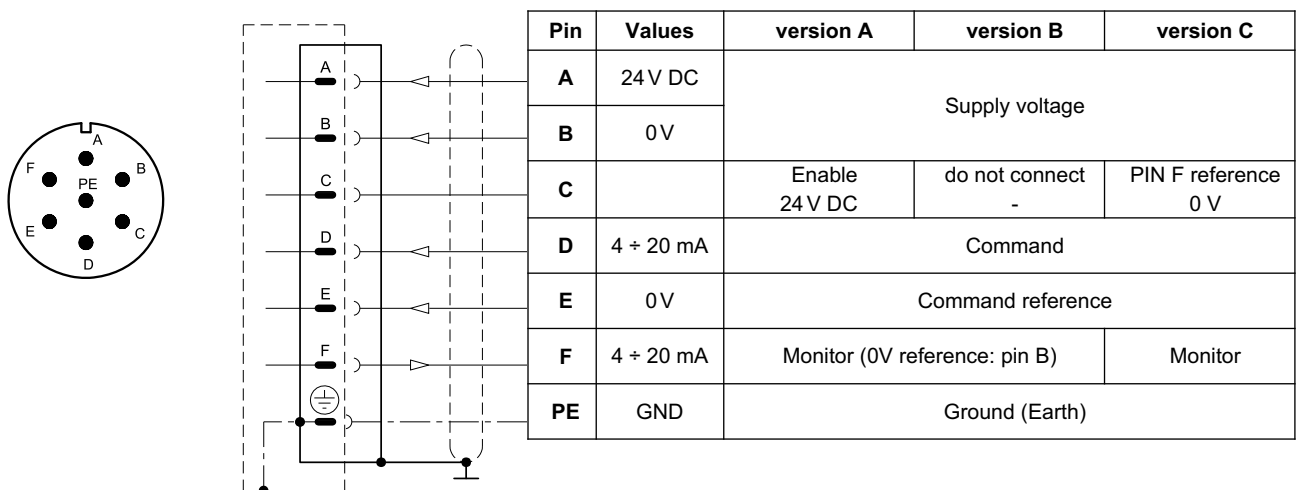 A
F
B
PE
E
C
D
A
B
C
D
E
F
Pin Values version A version B version C
A 24 V DC Supply voltage
B 0 V
C Enable 24 V DC do not connect - PIN F reference 0 V
D 4 ÷ 20 mA Command
E 0 V Command reference
F 4 ÷ 20 mA Monitor (0V reference: pin B) Monitor
PE GND Ground (Earth)